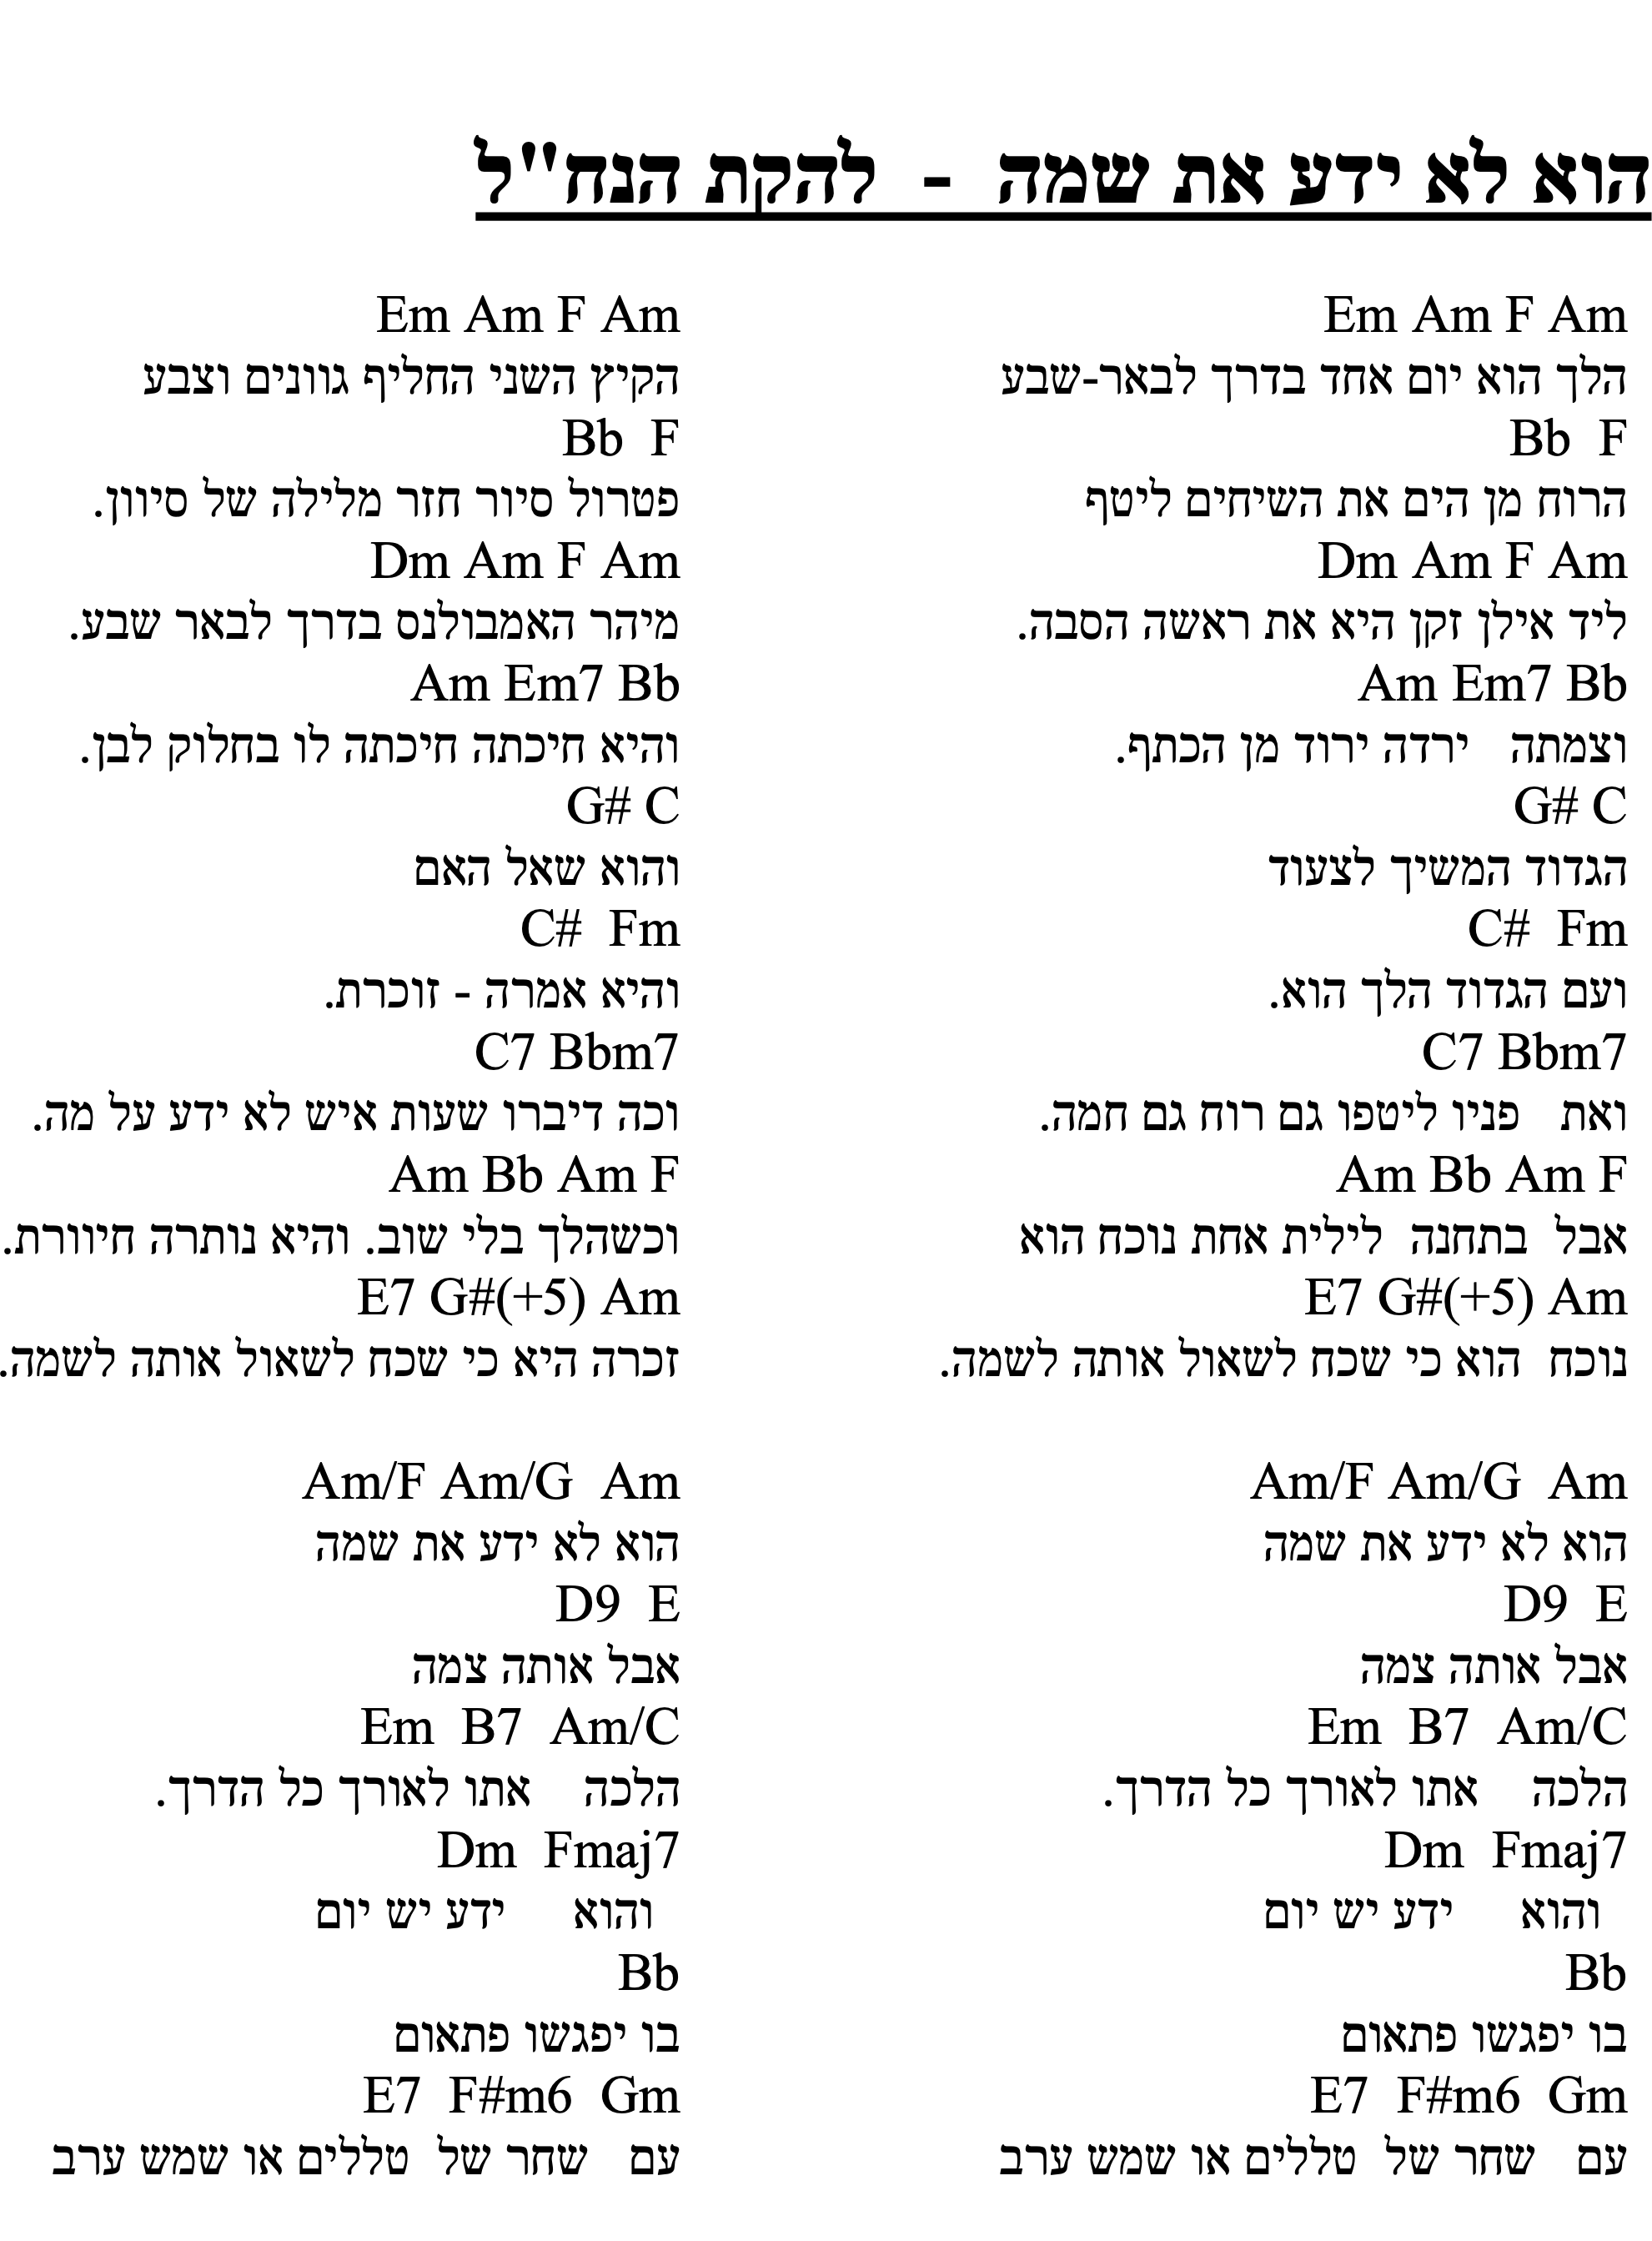 הוא לא ידע את שמה - להקת הנח"ל
Em Am F Am
הלך הוא יום אחד בדרך לבאר-שבע
Bb F
הרוח מן הים את השיחים ליטף
Dm Am F Am
ליד אילן זקן היא את ראשה הסבה.
Am Em7 Bb
וצמתה ירדה ירוד מן הכתף.
G# C
הגדוד המשיך לצעוד
C# Fm
ועם הגדוד הלך הוא.
C7 Bbm7
ואת פניו ליטפו גם רוח גם חמה.
Am Bb Am F
אבל בתחנה לילית אחת נוכח הוא
E7 G#(+5) Am
נוכח הוא כי שכח לשאול אותה לשמה.
Am/F Am/G Am
הוא לא ידע את שמה
D9 E
אבל אותה צמה
Em B7 Am/C
הלכה אתו לאורך כל הדרך.
Dm Fmaj7
והוא ידע יש יום
Bb
בו יפגשו פתאום
E7 F#m6 Gm
עם שחר של טללים או שמש ערב
Em Am F Am
הקיץ השני החליף גוונים וצבע
Bb F
פטרול סיור חזר מלילה של סיוון.
Dm Am F Am
מיהר האמבולנס בדרך לבאר שבע.
Am Em7 Bb
והיא חיכתה חיכתה לו בחלוק לבן.
G# C
והוא שאל האם
C# Fm
והיא אמרה - זוכרת.
C7 Bbm7
וכה דיברו שעות איש לא ידע על מה.
Am Bb Am F
וכשהלך בלי שוב. והיא נותרה חיוורת.
E7 G#(+5) Am
זכרה היא כי שכח לשאול אותה לשמה.
Am/F Am/G Am
הוא לא ידע את שמה
D9 E
אבל אותה צמה
Em B7 Am/C
הלכה אתו לאורך כל הדרך.
Dm Fmaj7
והוא ידע יש יום
Bb
בו יפגשו פתאום
E7 F#m6 Gm
עם שחר של טללים או שמש ערב